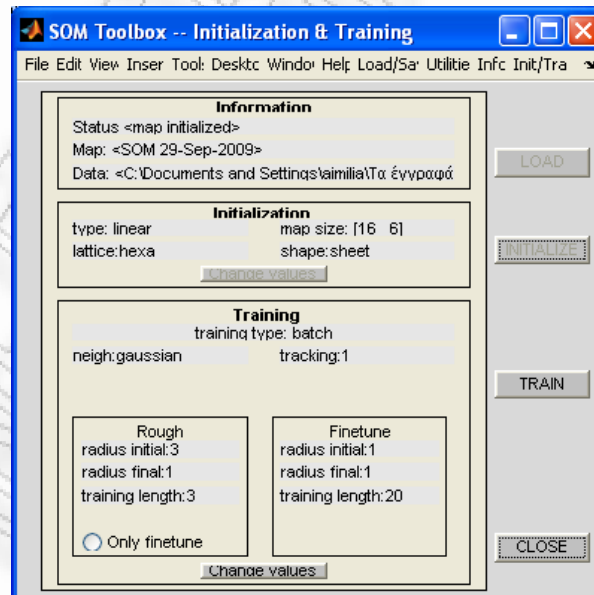 SOM Toolbox -- Initialization & Training
File Edit View Inser Tools Deskto Windo Help Load/Sa Utilitie Info Init/Tra
Information
Status <map initialized>
Map: <SOM 29-Sep-2009>
Data: <C:\Documents and Settings\aimilia\Τα έγγραφά
LOAD
Initialization
type: linear map size: [16 6]
lattice:hexa shape:sheet
Change values
INITIALIZE
Training
training type: batch
neigh:gaussian tracking:1
TRAIN
Rough
radius initial:3
radius final:1
training length:3
Only finetune
Finetune
radius initial:1
radius final:1
training length:20
Change values
CLOSE